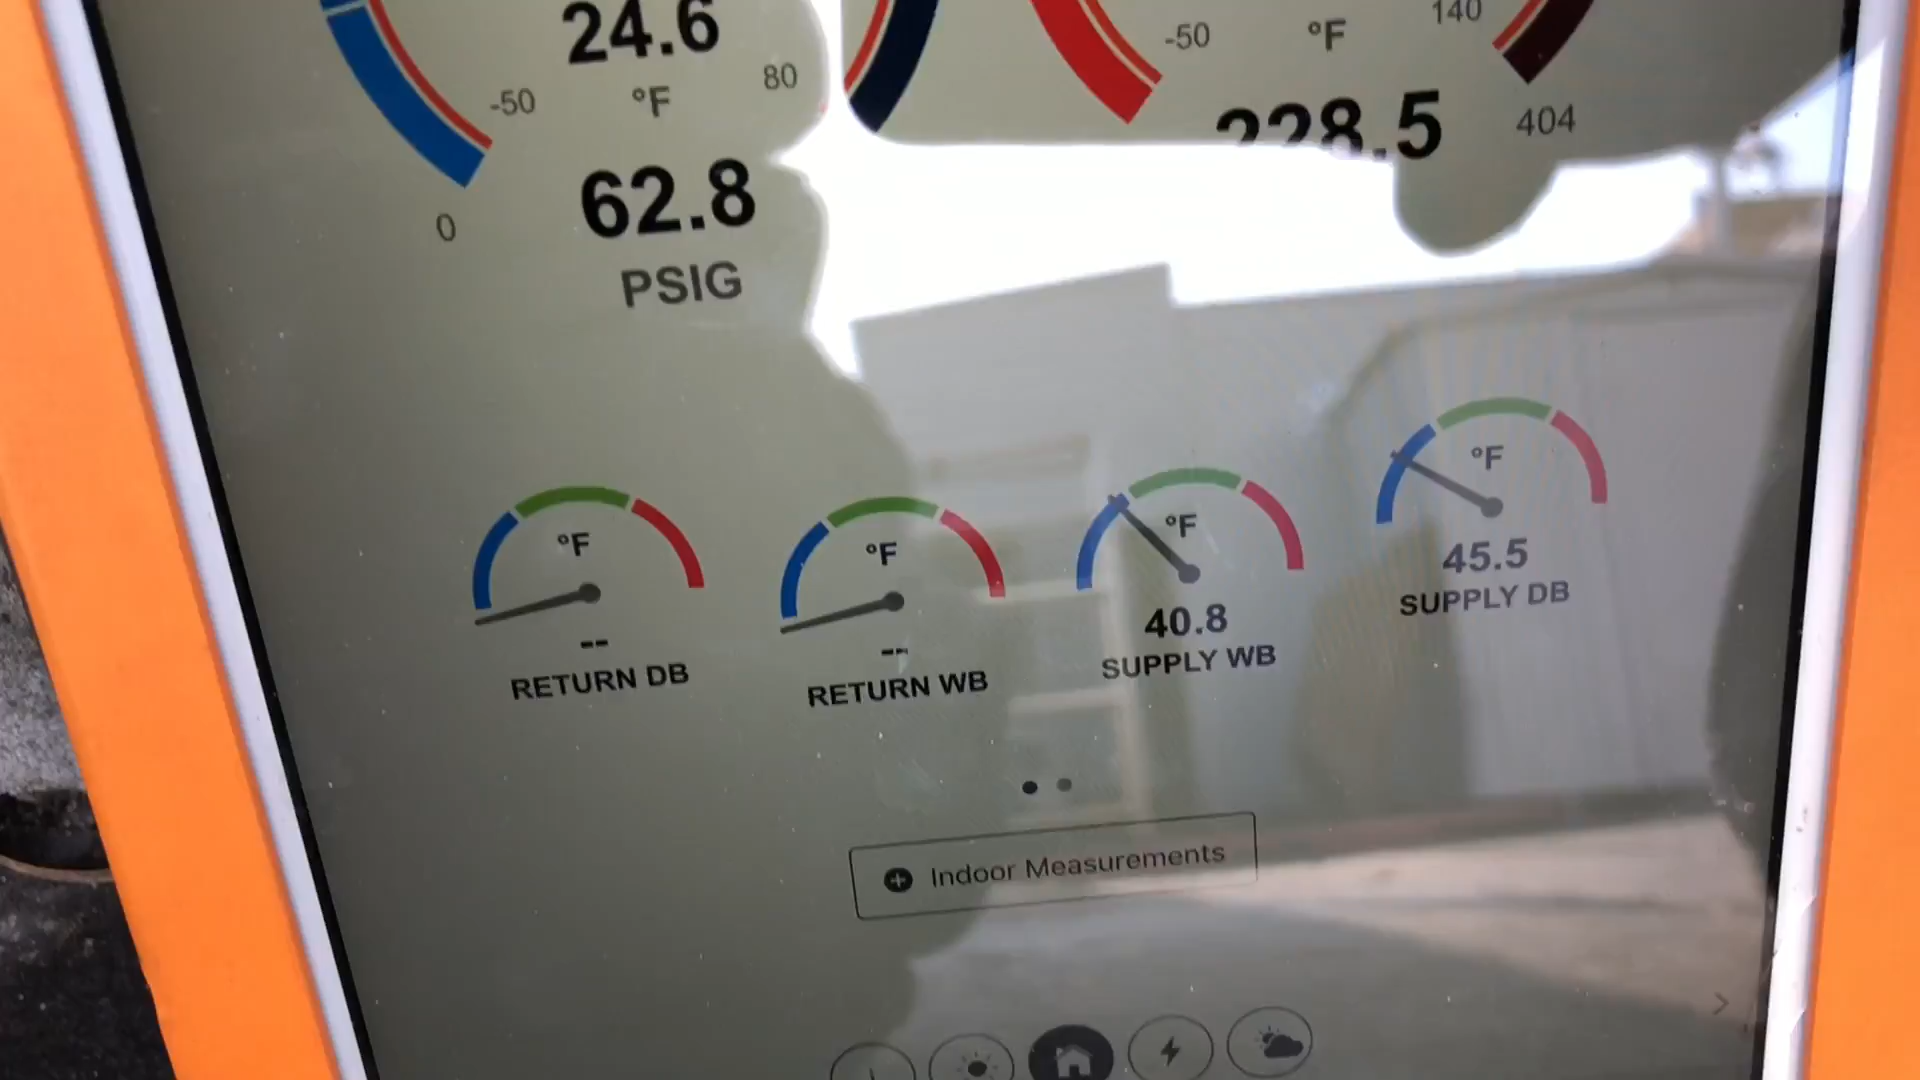 24.6
-50 °F 80
62.8
0
PSIG
-50 °F 140
228.5
404
°F
--
RETURN DB
°F
--
RETURN WB
°F
40.8
SUPPLY WB
°F
45.5
SUPPLY DB
Indoor Measurements